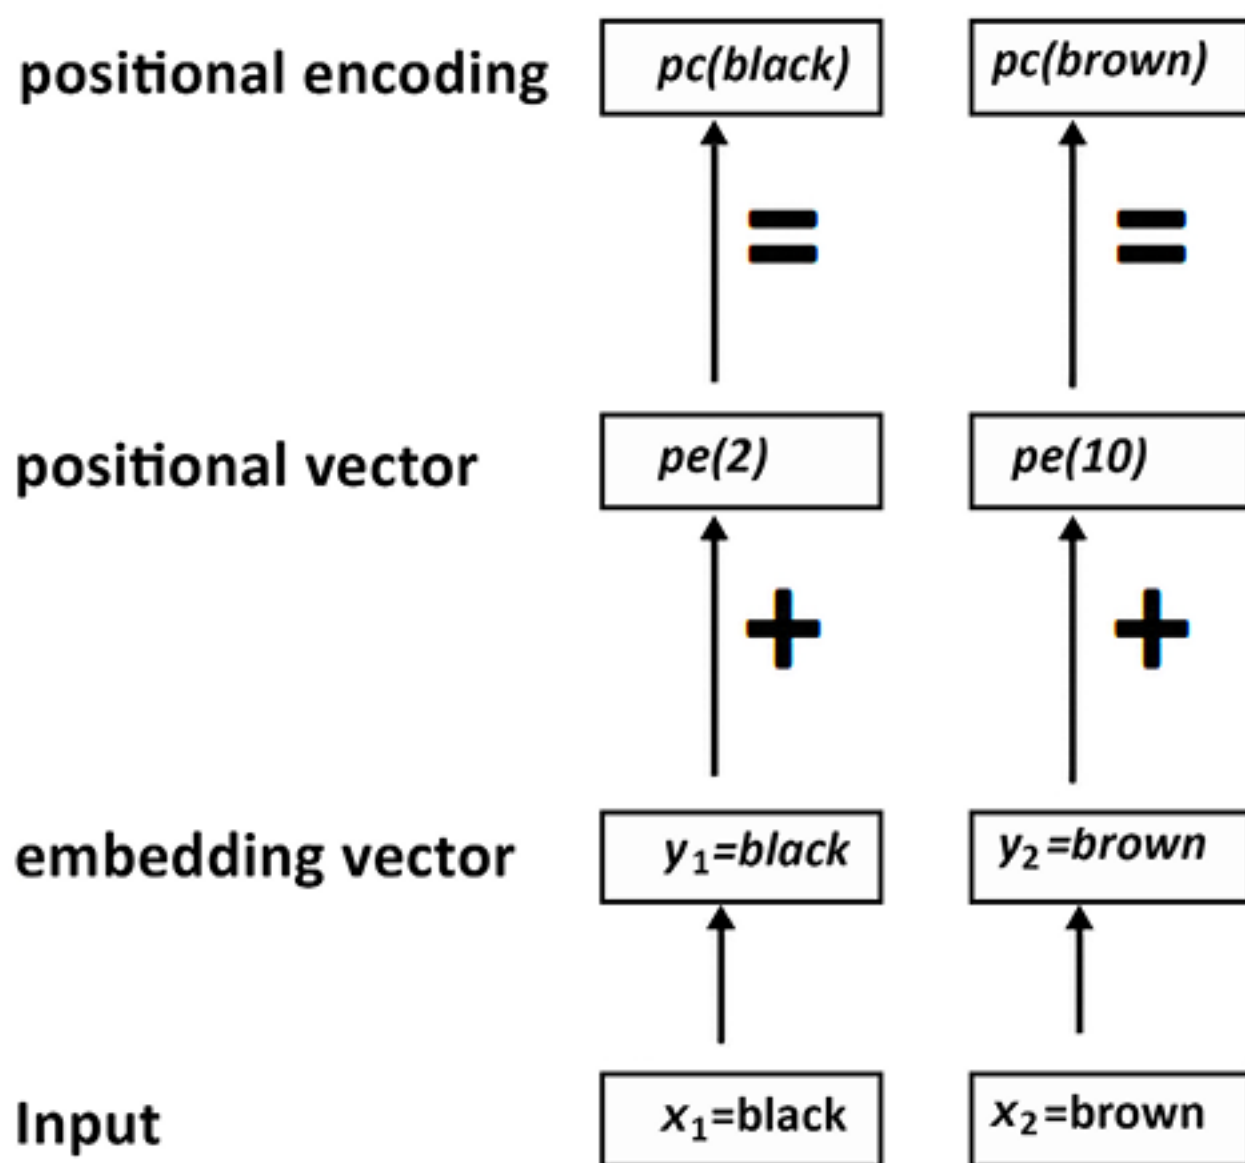 positional encoding pc(black) pc(brown)
=  =
positional vector pe(2) pe(10)
+ +
embedding vector y₁=black y₂=brown
Input x₁=black x₂=brown